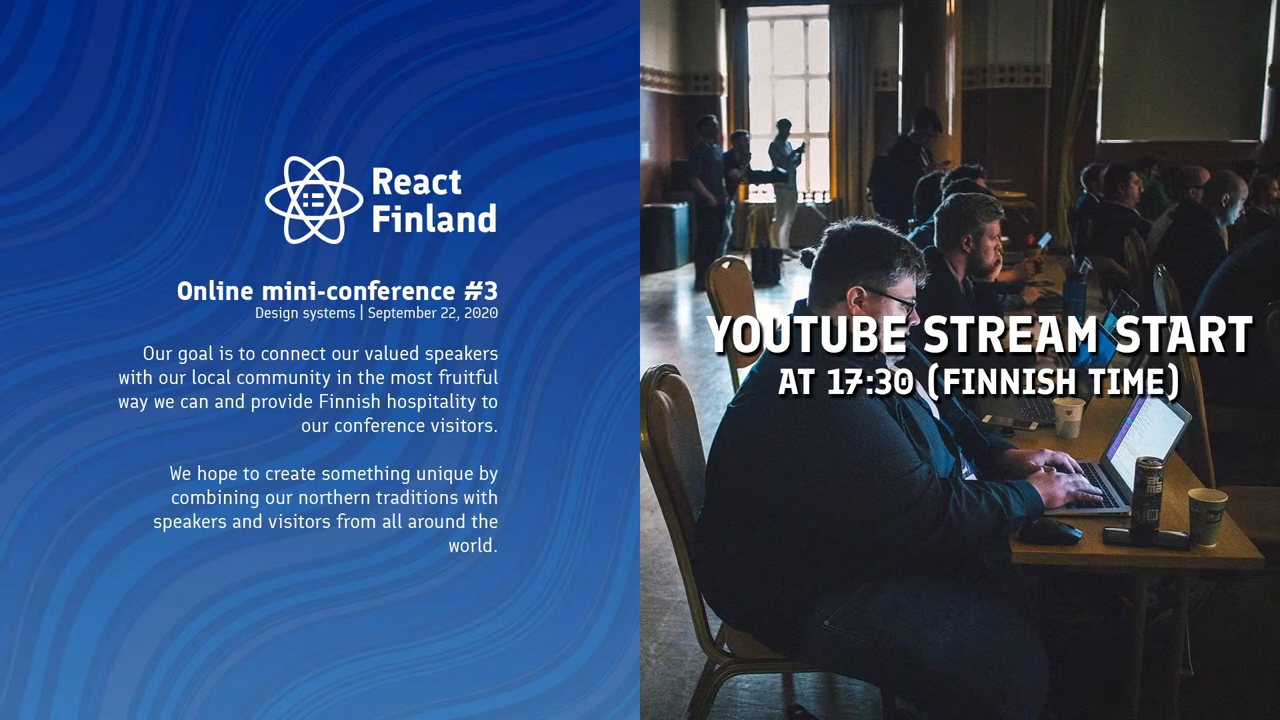 React
Finland
Online mini-conference #3
Design systems | September 22, 2020
Our goal is to connect our valued speakers
with our local community in the most fruitful
way we can and provide Finnish hospitality to
our conference visitors.
We hope to create something unique by
combining our northern traditions with
speakers and visitors from all around the
world.
YOUTUBE STREAM START
AT 17:30 (FINNISH TIME)